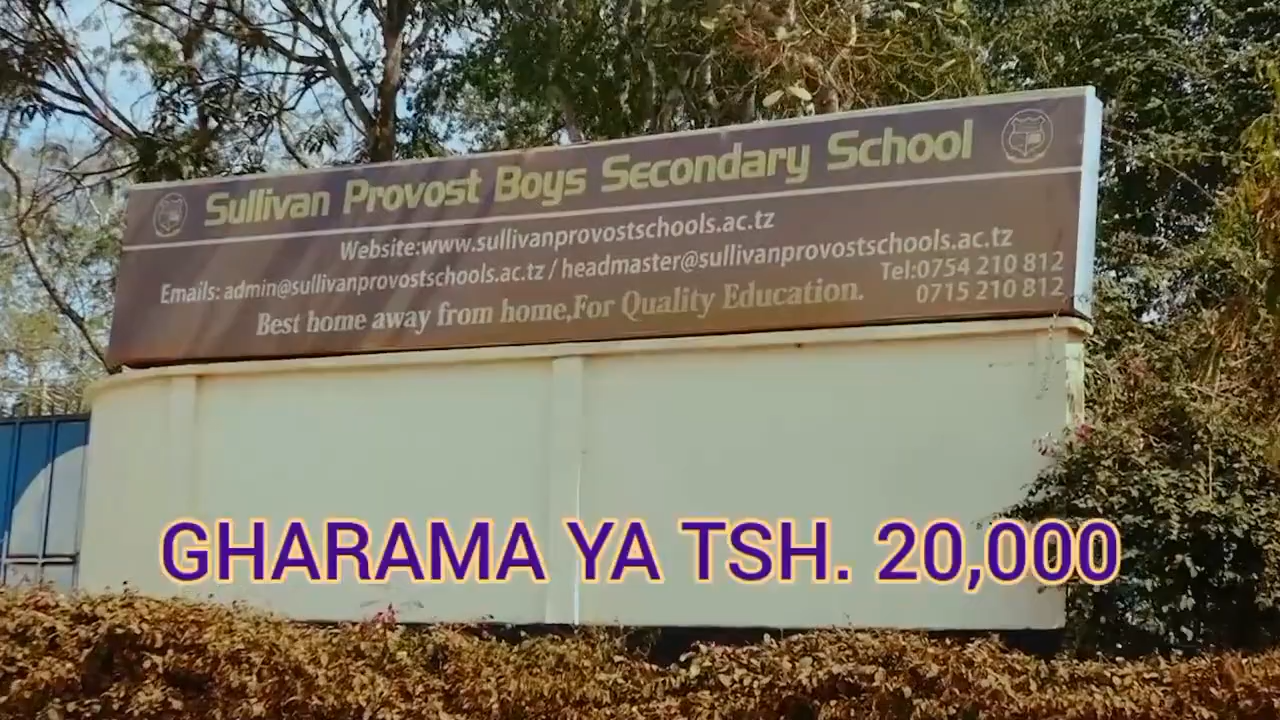 Sullivan Provost Boys Secondary School
Website:www.sullivanprovostschools.ac.tz
Emails: admin@sullivanprovostschools.ac.tz / headmaster@sullivanprovostschools.ac.tz
Tel:0754 210 812
0715 210 812
Best home away from home,For Quality Education.
GHARAMA YA TSH. 20,000